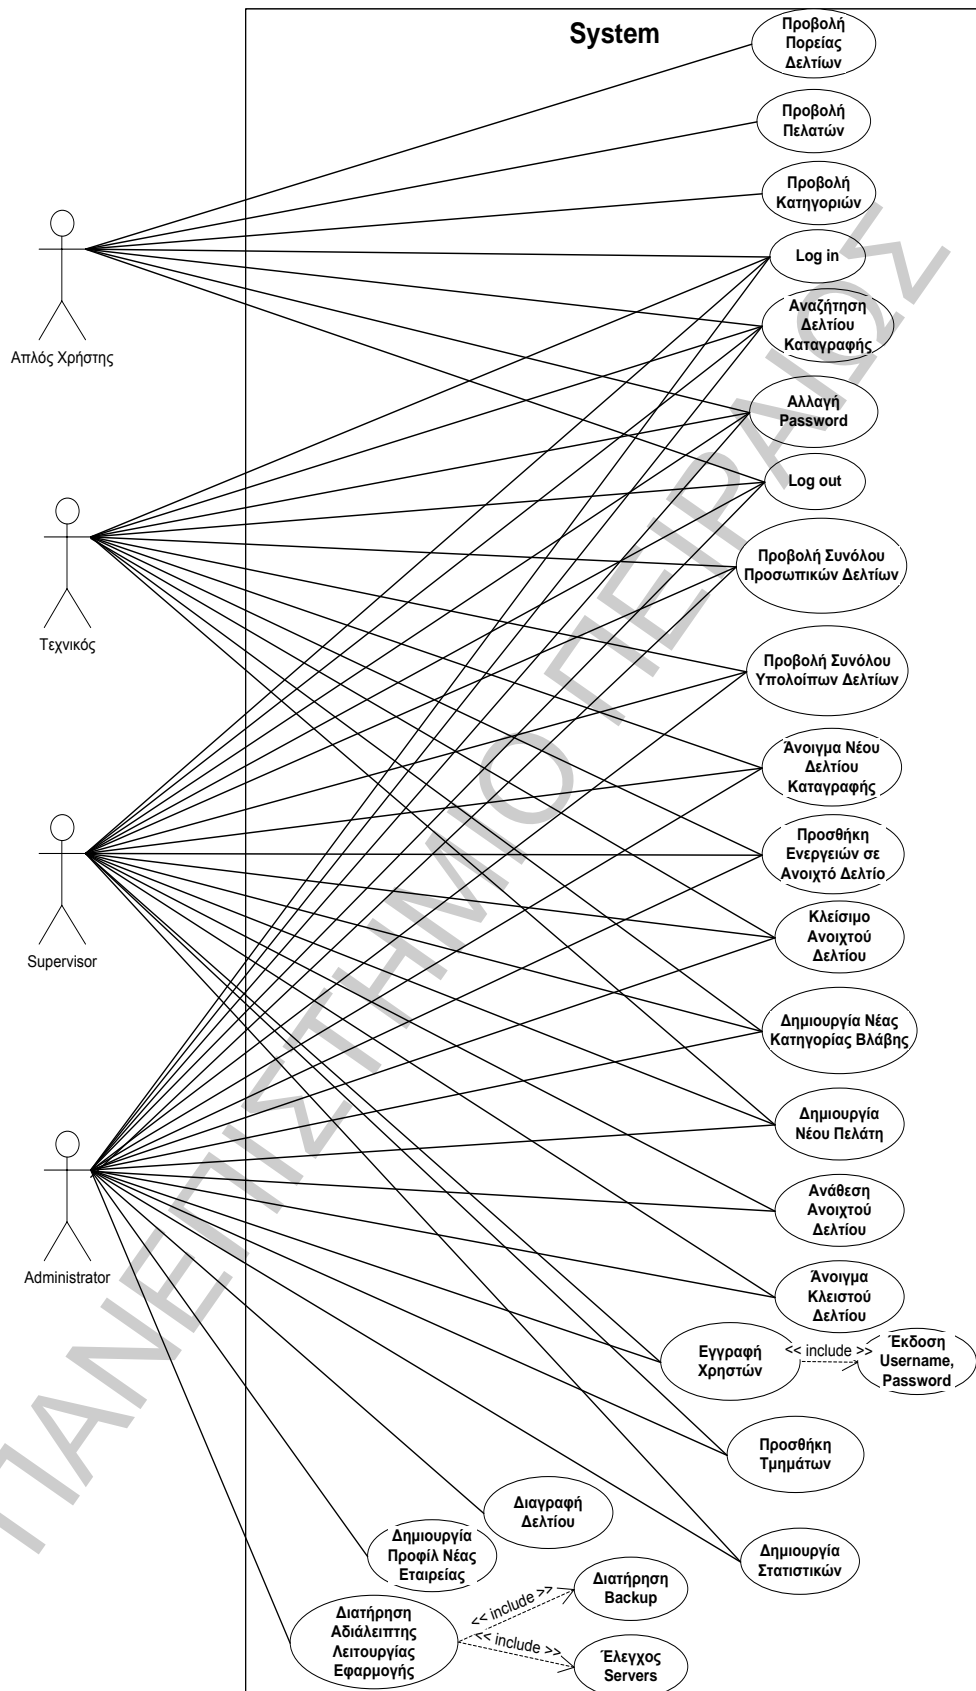 System
Προβολή
Πορείας
Δελτίων
Προβολή
Πελατών
Προβολή
Κατηγοριών
Log in
Αναζήτηση
Δελτίου
Καταγραφής
Απλός Χρήστης
Αλλαγή
Password
Log out
Προβολή Συνόλου
Προσωπικών Δελτίων
Τεχνικός
Προβολή Συνόλου
Υπολοίπων Δελτίων
Άνοιγμα Νέου
Δελτίου
Καταγραφής
Προσθήκη
Ενεργειών σε
Ανοιχτό Δελτίο
Supervisor
Κλείσιμο
Ανοιχτού
Δελτίου
Δημιουργία Νέας
Κατηγορίας Βλάβης
Δημιουργία
Νέου Πελάτη
Ανάθεση
Ανοιχτού
Δελτίου
Administrator
Άνοιγμα
Κλειστού
Δελτίου
Εγγραφή
Χρηστών
<< include >>
Έκδοση
Username,
Password
Προσθήκη
Τμημάτων
Διαγραφή
Δελτίου
Δημιουργία
Προφίλ Νέας
Εταιρείας
Δημιουργία
Στατιστικών
Διατήρηση
Αδιάλειπτης
Λειτουργίας
Εφαρμογής
<< include >>
Διατήρηση
Backup
<< include >>
Έλεγχος
Servers
ΠΑΝΕΠΙΣΤΗΜΙΟ ΠΕΙΡΑΙΩΣ